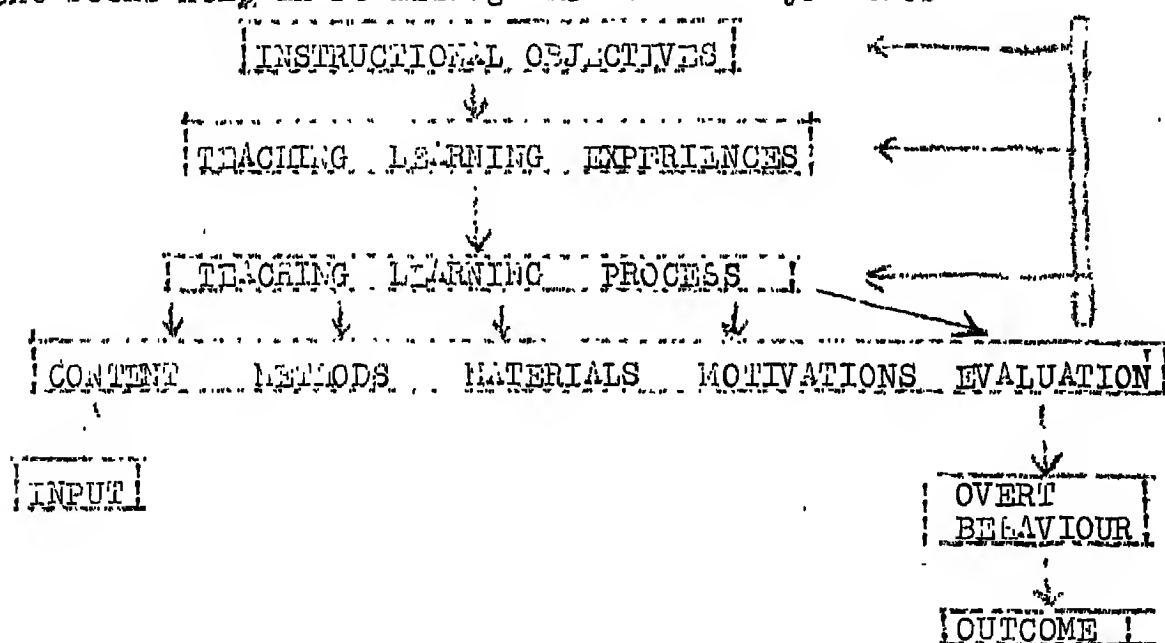 INSTRUCTIONAL OBJECTIVES
TEACHING LEARNING EXPERIENCES
TEACHING LEARNING PROCESS
CONTENT METHODS MATERIALS MOTIVATIONS EVALUATION
INPUT
OVERT
BEHAVIOUR
OUTCOME